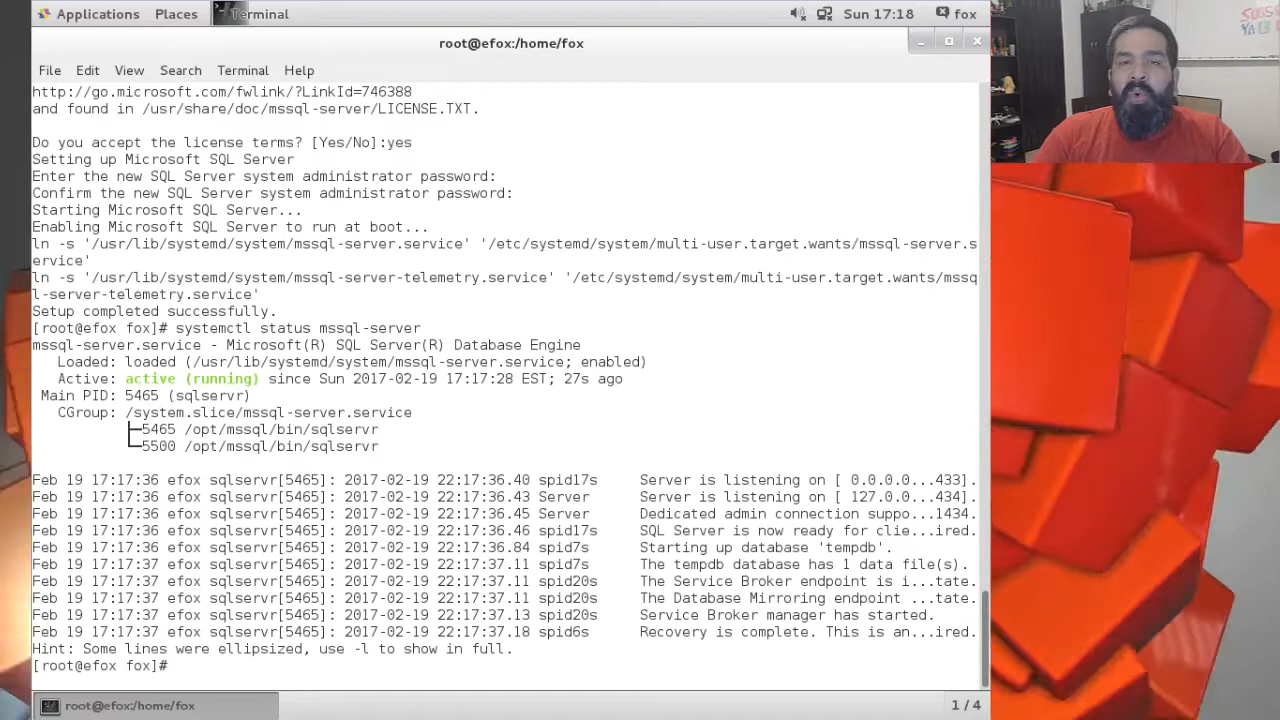 Applications Places Terminal Sun 17:18 fox
root@efox:/home/fox
File Edit View Search Terminal Help
http://go.microsoft.com/fwlink/?LinkId=746388
and found in /usr/share/doc/mssql-server/LICENSE.TXT.
Do you accept the license terms? [Yes/No]:yes
Setting up Microsoft SQL Server
Enter the new SQL Server system administrator password:
Confirm the new SQL Server system administrator password:
Starting Microsoft SQL Server...
Enabling Microsoft SQL Server to run at boot...
ln -s '/usr/lib/systemd/system/mssql-server.service' '/etc/systemd/system/multi-user.target.wants/mssql-server.s
ervice'
ln -s '/usr/lib/systemd/system/mssql-server-telemetry.service' '/etc/systemd/system/multi-user.target.wants/mssq
l-server-telemetry.service'
Setup completed successfully.
[root@efox fox]# systemctl status mssql-server
mssql-server.service - Microsoft(R) SQL Server(R) Database Engine
Loaded: loaded (/usr/lib/systemd/system/mssql-server.service; enabled)
Active: active (running) since Sun 2017-02-19 17:17:28 EST; 27s ago
Main PID: 5465 (sqlservr)
CGroup: /system.slice/mssql-server.service
├─5465 /opt/mssql/bin/sqlservr
└─5500 /opt/mssql/bin/sqlservr
Feb 19 17:17:36 efox sqlservr[5465]: 2017-02-19 22:17:36.40 spid17s Server is listening on [ 0.0.0.0...433].
Feb 19 17:17:36 efox sqlservr[5465]: 2017-02-19 22:17:36.43 Server Server is listening on [ 127.0.0...434].
Feb 19 17:17:36 efox sqlservr[5465]: 2017-02-19 22:17:36.45 Server Dedicated admin connection suppo...1434.
Feb 19 17:17:36 efox sqlservr[5465]: 2017-02-19 22:17:36.46 spid17s SQL Server is now ready for clie...ired.
Feb 19 17:17:36 efox sqlservr[5465]: 2017-02-19 22:17:36.84 spid7s Starting up database 'tempdb'.
Feb 19 17:17:37 efox sqlservr[5465]: 2017-02-19 22:17:37.11 spid7s The tempdb database has 1 data file(s).
Feb 19 17:17:37 efox sqlservr[5465]: 2017-02-19 22:17:37.11 spid20s The Service Broker endpoint is i...tate.
Feb 19 17:17:37 efox sqlservr[5465]: 2017-02-19 22:17:37.11 spid20s The Database Mirroring endpoint ...tate.
Feb 19 17:17:37 efox sqlservr[5465]: 2017-02-19 22:17:37.13 spid20s Service Broker manager has started.
Feb 19 17:17:37 efox sqlservr[5465]: 2017-02-19 22:17:37.18 spid6s Recovery is complete. This is an...ired.
Hint: Some lines were ellipsized, use -l to show in full.
[root@efox fox]#
root@efox:/home/fox 1 / 4